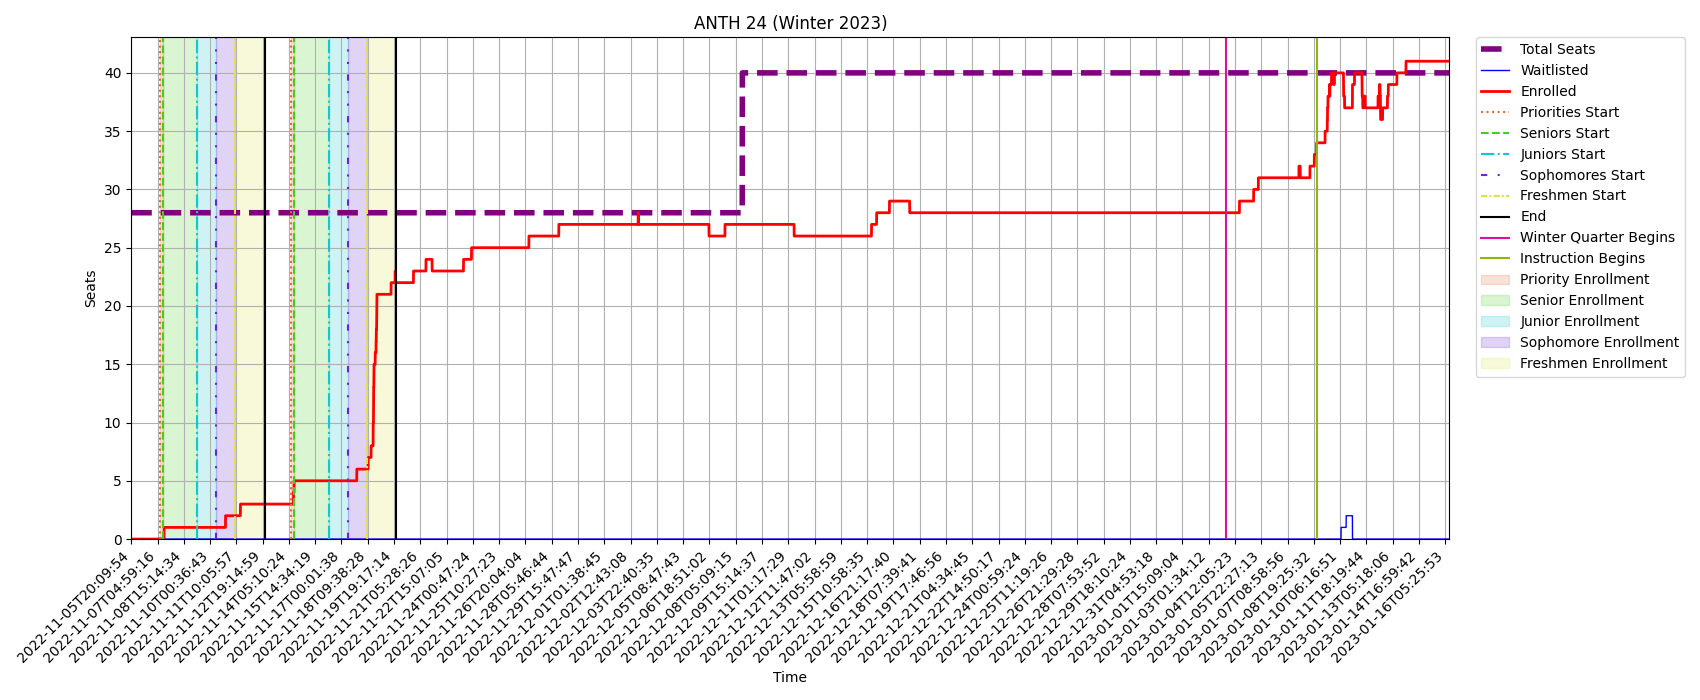 ANTH 24 (Winter 2023)
Seats
40
35
30
25
20
15
10
5
0
2022-11-05T20:09:54
2022-11-07T04:59:16
2022-11-08T15:14:34
2022-11-10T00:36:43
2022-11-11T10:05:57
2022-11-12T19:14:59
2022-11-14T05:10:24
2022-11-15T14:34:19
2022-11-17T00:01:38
2022-11-18T09:38:28
2022-11-19T19:17:14
2022-11-21T05:28:26
2022-11-22T15:07:05
2022-11-24T00:47:24
2022-11-25T10:27:23
2022-11-26T20:04:04
2022-11-28T05:46:44
2022-11-29T15:47:47
2022-12-01T01:38:45
2022-12-02T12:43:08
2022-12-03T22:40:35
2022-12-05T08:47:43
2022-12-06T18:51:02
2022-12-08T05:09:15
2022-12-09T15:14:37
2022-12-11T01:17:29
2022-12-12T11:47:02
2022-12-13T05:58:59
2022-12-15T10:58:35
2022-12-16T21:17:40
2022-12-18T07:39:41
2022-12-19T17:46:56
2022-12-21T04:34:45
2022-12-22T14:50:17
2022-12-24T00:59:24
2022-12-25T11:19:26
2022-12-26T21:29:28
2022-12-28T07:53:52
2022-12-29T18:10:24
2022-12-31T04:53:18
2023-01-01T15:09:04
2023-01-03T01:34:12
2023-01-04T12:05:23
2023-01-05T22:27:13
2023-01-07T08:58:56
2023-01-08T19:25:32
2023-01-10T06:16:51
2023-01-11T18:19:44
2023-01-13T05:18:06
2023-01-14T16:59:42
2023-01-16T05:25:53
Time
Total Seats
Waitlisted
Enrolled
Priorities Start
Seniors Start
Juniors Start
Sophomores Start
Freshmen Start
End
Winter Quarter Begins
Instruction Begins
Priority Enrollment
Senior Enrollment
Junior Enrollment
Sophomore Enrollment
Freshmen Enrollment